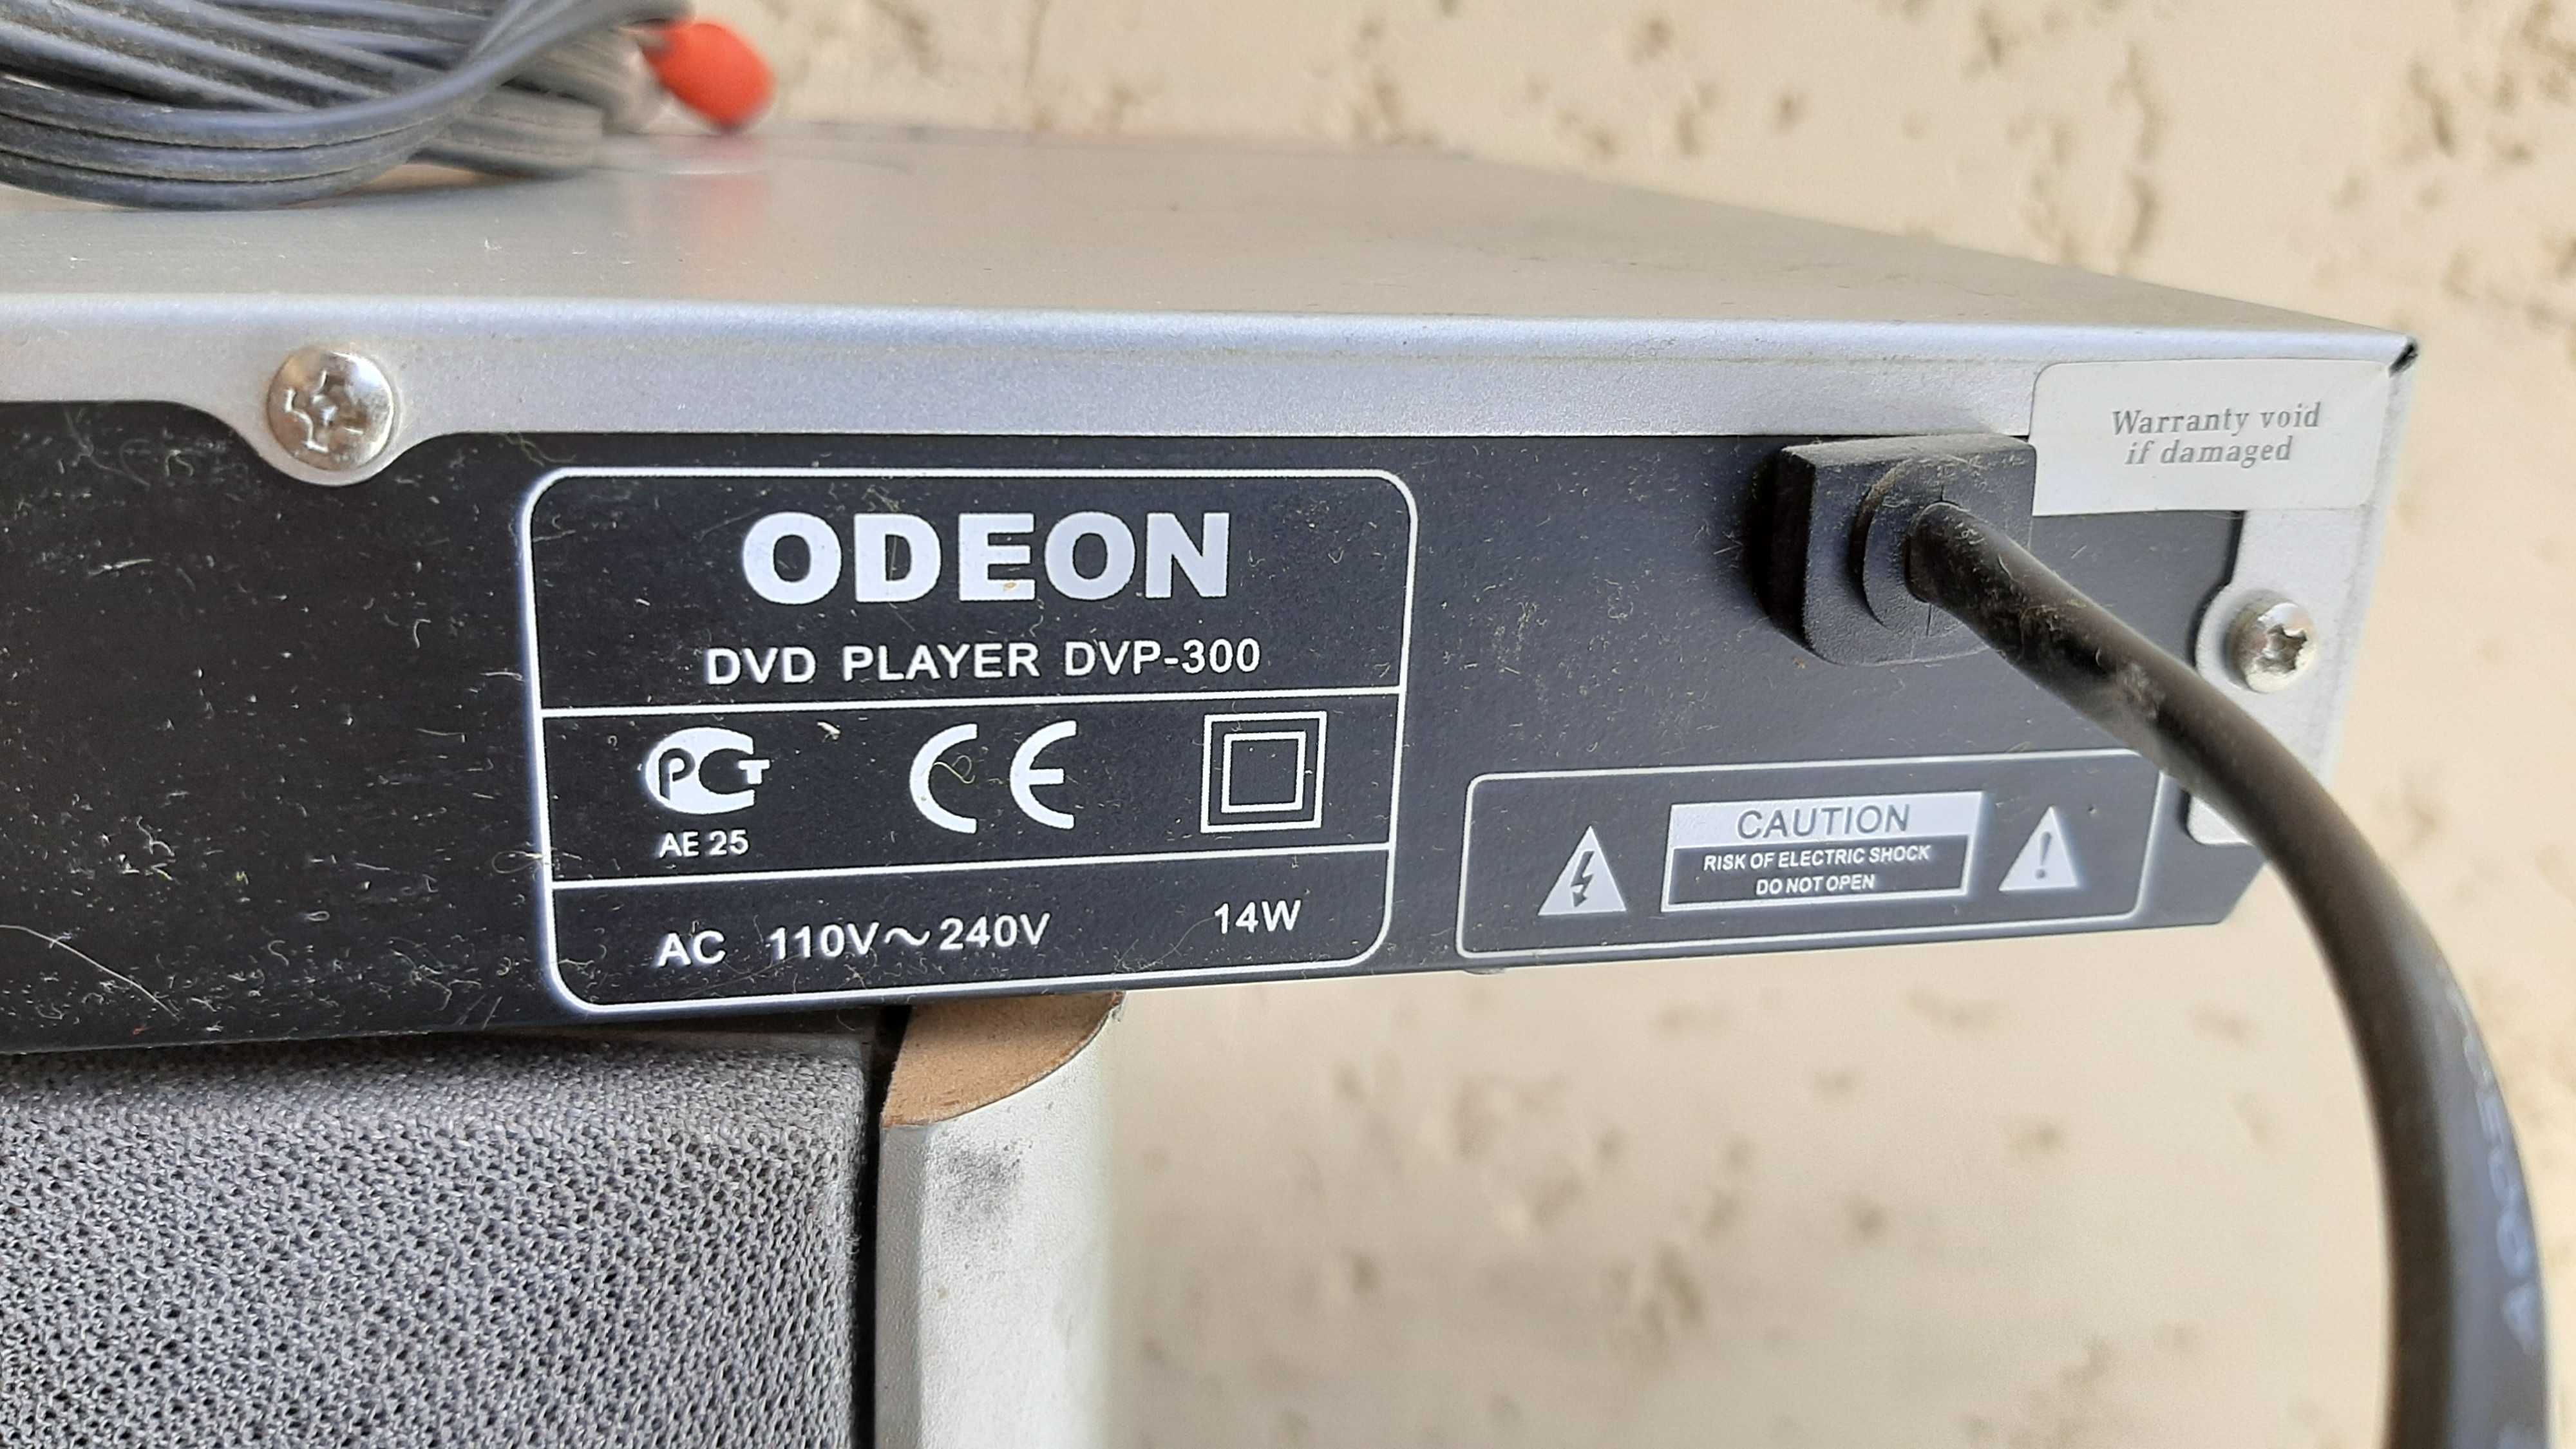 Warranty void
if damaged
ODEON
DVD PLAYER DVP-300
РСТ
AE 25
CE
AC 110V~240V 14W
CAUTION
RISK OF ELECTRIC SHOCK
DO NOT OPEN